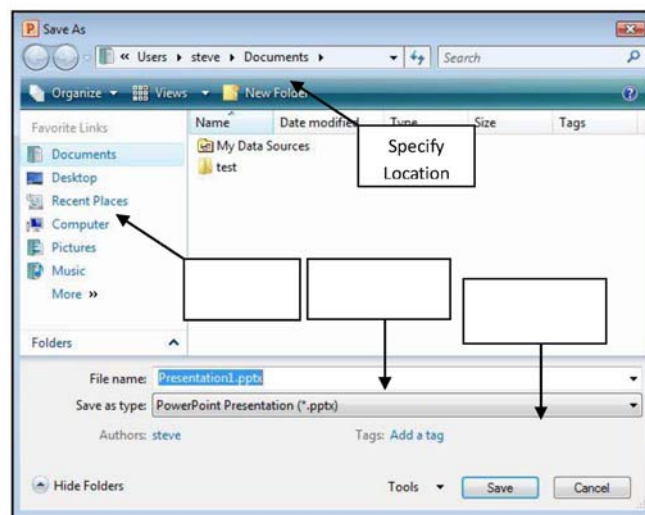 Save As
« Users ▸ steve ▸ Documents ▸ Search
Organize Views New Folder
Favorite Links
Name Date modified Type Size Tags
Documents
Desktop
Recent Places
Computer
Pictures
Music
More »
My Data Sources
test
Specify
Location
Folders
File name: Presentation1.pptx
Save as type: PowerPoint Presentation (*.pptx)
Authors: steve Tags: Add a tag
Hide Folders Tools Save Cancel